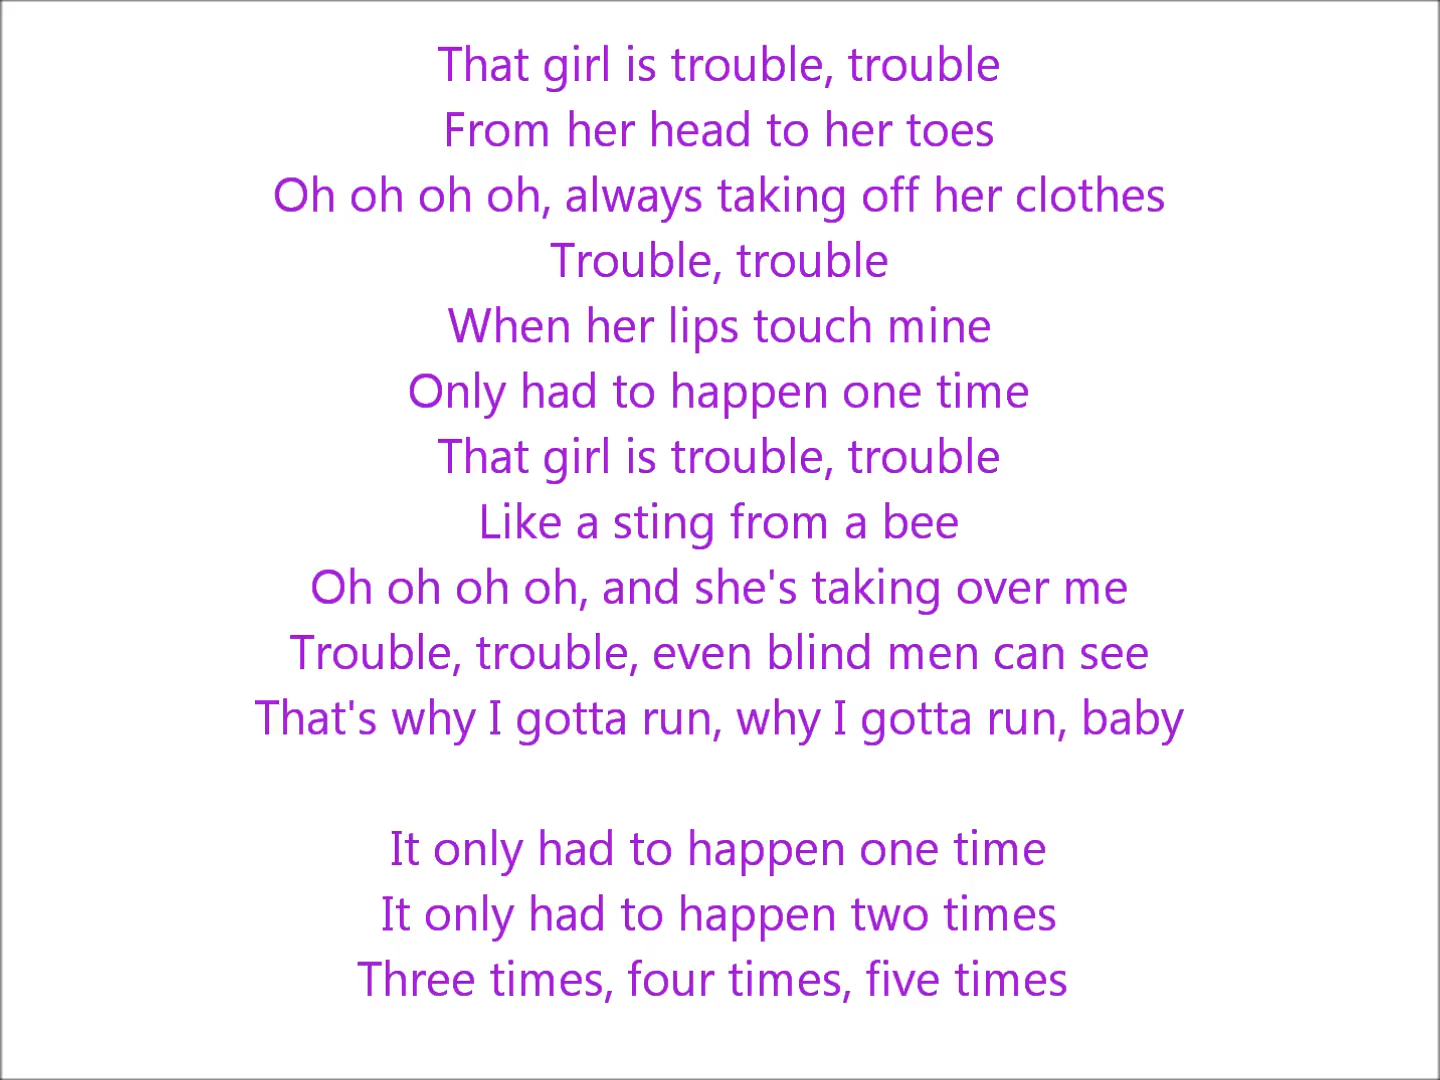 That girl is trouble, trouble
From her head to her toes
Oh oh oh oh, always taking off her clothes
Trouble, trouble
When her lips touch mine
Only had to happen one time
That girl is trouble, trouble
Like a sting from a bee
Oh oh oh oh, and she's taking over me
Trouble, trouble, even blind men can see
That's why I gotta run, why I gotta run, baby
It only had to happen one time
It only had to happen two times
Three times, four times, five times